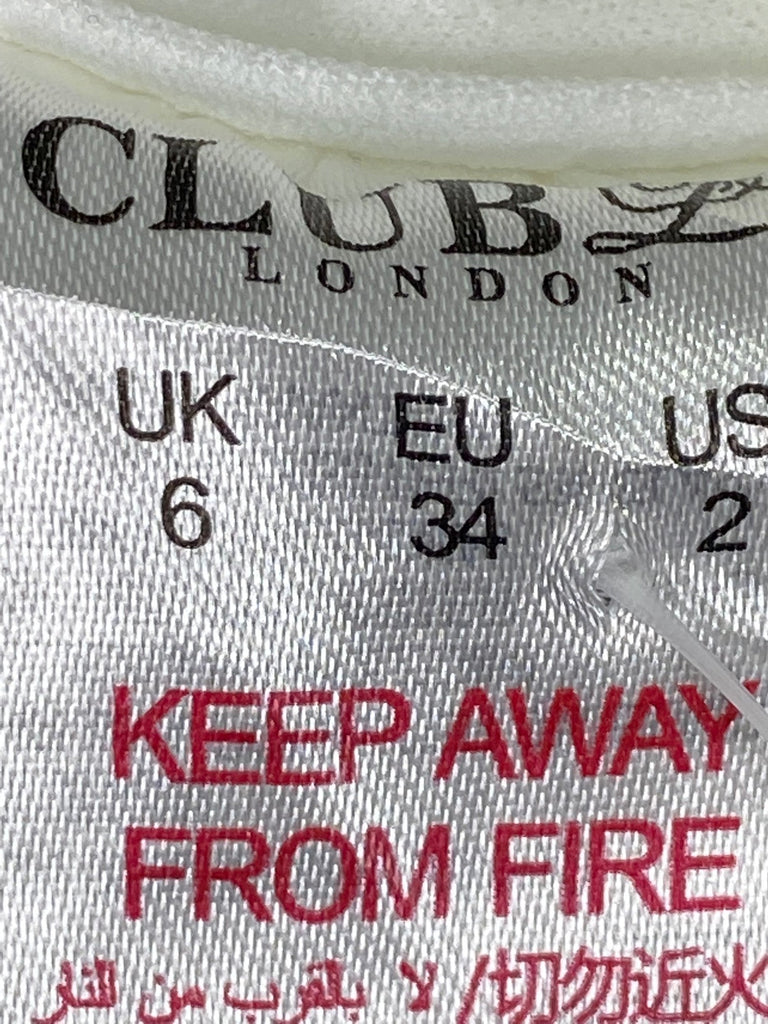 CLUB L
LONDON
UK EU US
6 34 2
KEEP AWAY
FROM FIRE
لا بالقرب من للنار /切勿近火